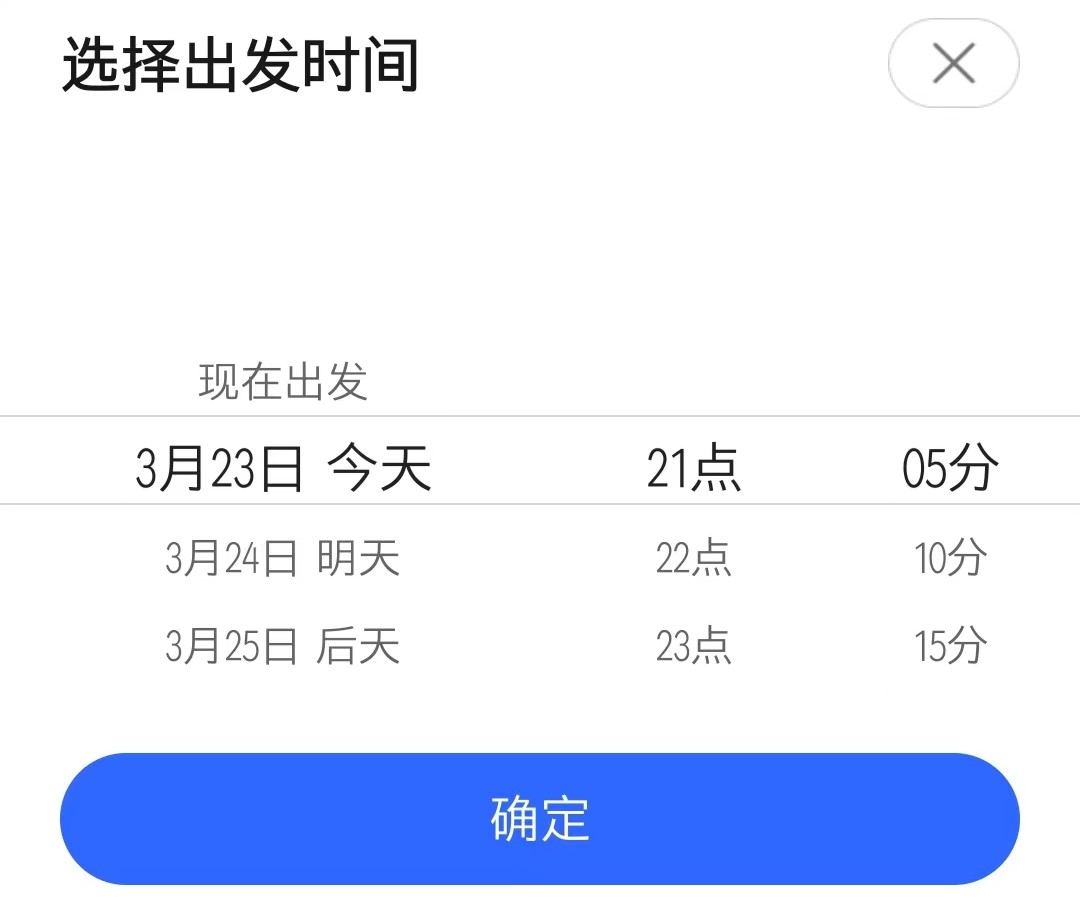 选择出发时间
现在出发
3月23日 今天 21点 05分
3月24日 明天 22点 10分
3月25日 后天 23点 15分
确定